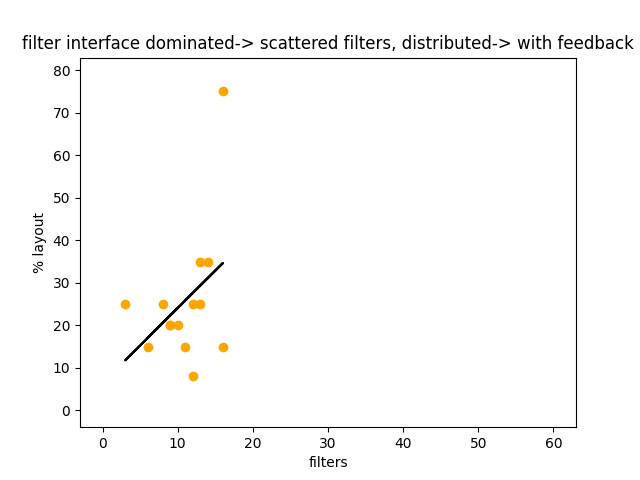 filter interface dominated-> scattered filters, distributed-> with feedback
80
70
60
50
40
30
20
10
0
% layout
0 10 20 30 40 50 60
filters